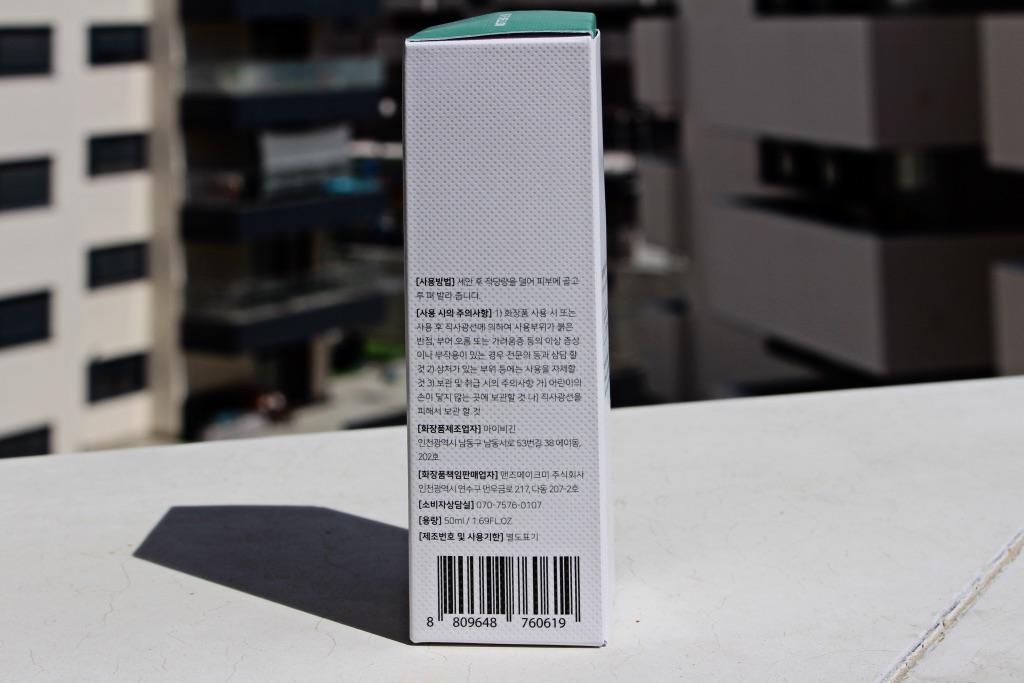 [사용방법] 세안 후 적당량을 덜어 피부에 골고
루 펴 발라 줍니다.
[사용 시의 주의사항] 1) 화장품 사용 시 또는
사용 후 직사광선에 의하여 사용부위가 붉은
반점, 부어 오름 또는 가려움증 등의 이상 증상
이나 부작용이 있는 경우 전문의 등과 상담 할
것 2) 상처가 있는 부위 등에는 사용을 자제할
것 3) 보관 및 취급 시의 주의사항 가) 어린이의
손이 닿지 않는 곳에 보관할 것 나) 직사광선을
피해서 보관 할 것
[화장품제조업자] 아이비긴
인천광역시 남동구 남동서로 53번길 38 에이동,
202호
[화장품책임판매업자] 맨즈메이크미 주식회사
인천광역시 연수구 먼우금로 217, 다동 207-2호
[소비자상담실] 070-7576-0107
[용량] 50ml / 1.69FL.OZ
[제조번호 및 사용기한] 별도표기
8 809648 760619